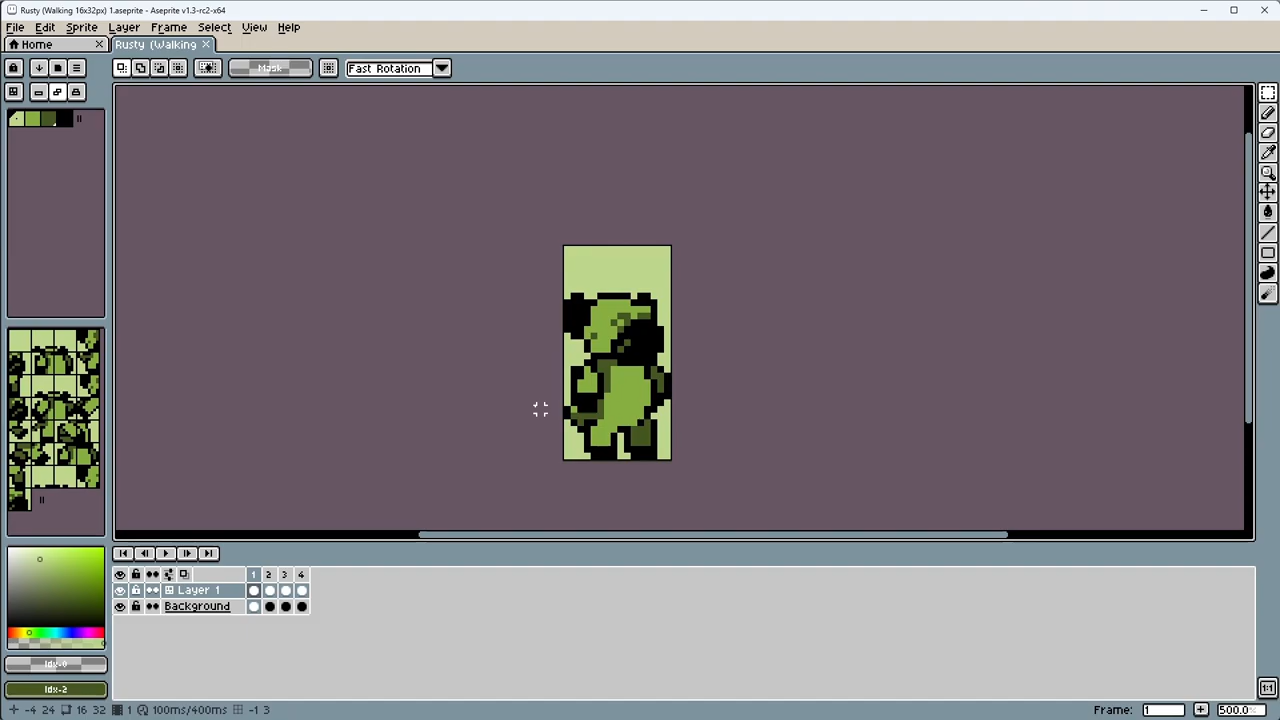 Rusty (Walking 16x32px) 1.aseprite - Aseprite v1.3-rc2-x64
File Edit Sprite Layer Frame Select View Help
Home Rusty (Walking
Mask Fast Rotation
1 2 3 4
Layer 1
Background
Idx-0
Idx-2
-4 24 16 32 1 100ms/400ms -1 3 Frame: 1 500.0
1:1